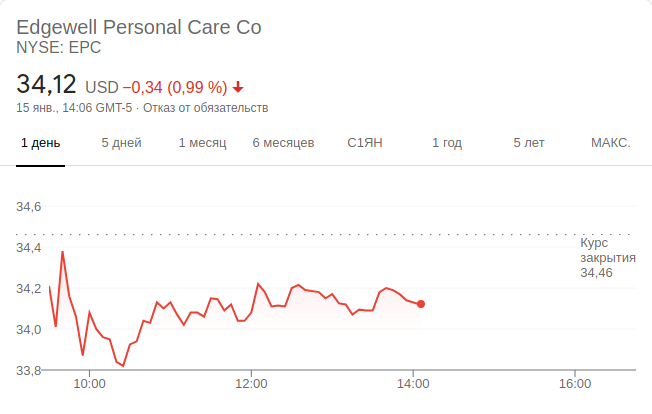 Edgewell Personal Care Co
NYSE: EPC
34,12 USD −0,34 (0,99 %)
15 янв., 14:06 GMT-5 · Отказ от обязательств
1 день 5 дней 1 месяц 6 месяцев С1ЯН 1 год 5 лет МАКС.
34,6
34,4
34,2
34,0
33,8
Курс
закрытия
34,46
10:00 12:00 14:00 16:00